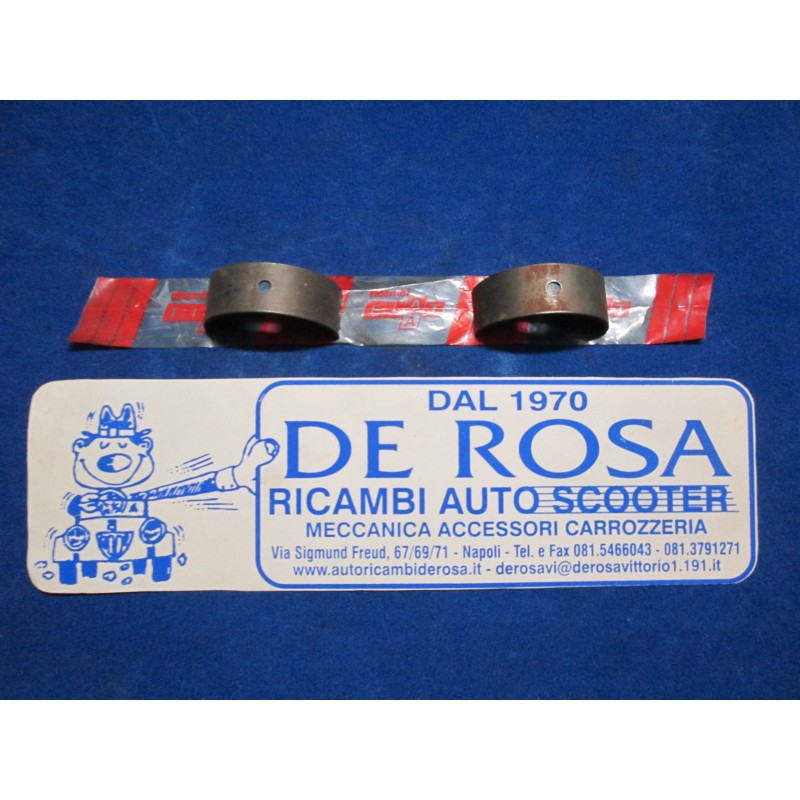 DAL 1970
DE ROSA
RICAMBI AUTO SCOOTER
MECCANICA ACCESSORI CARROZZERIA
Via Sigmund Freud, 67/69/71 - Napoli - Tel. e Fax 081.5466043 - 081.3791271
www.autoricambiderosa.it - derosavi@derosavittorio1.191.it